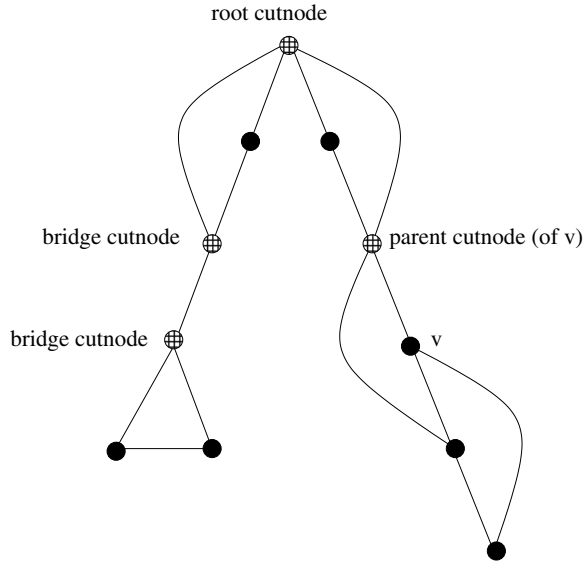 root cutnode
bridge cutnode
parent cutnode (of v)
bridge cutnode
v